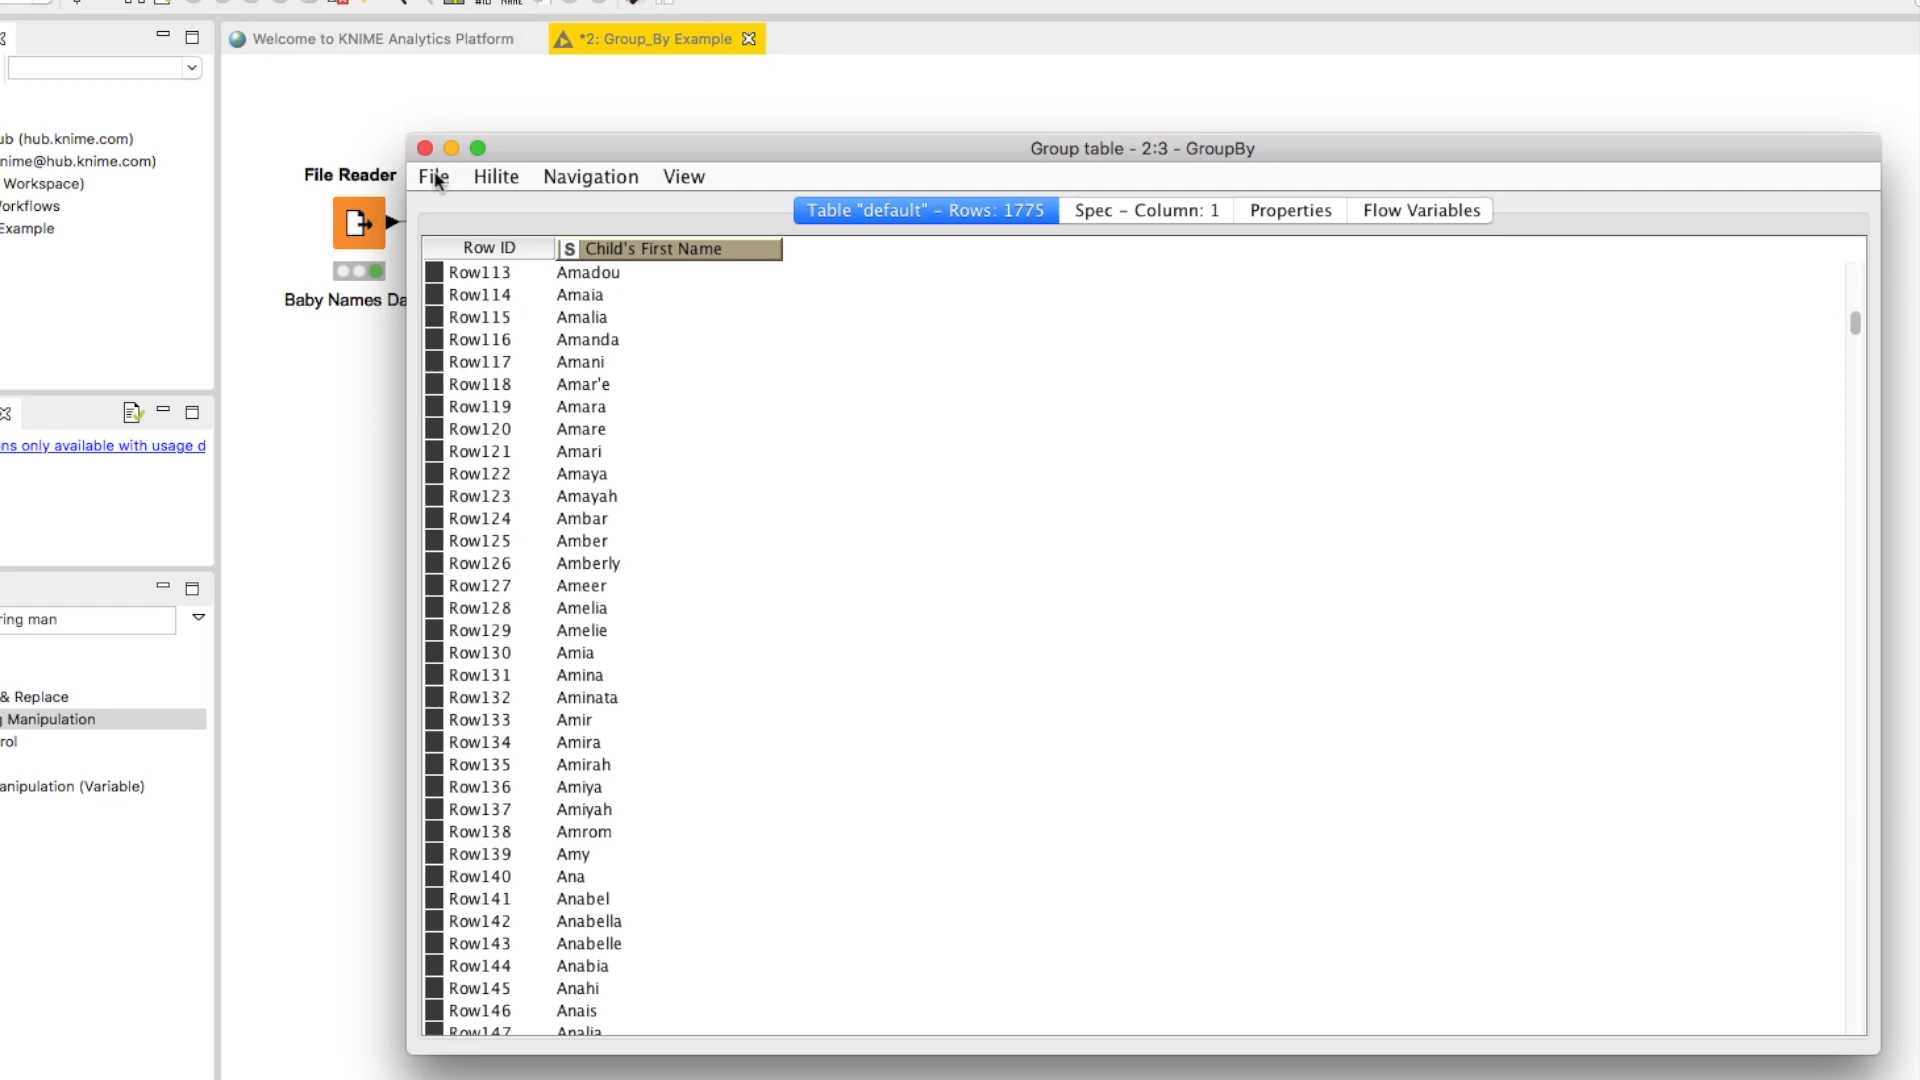 Welcome to KNIME Analytics Platform
*2: Group_By Example
ub (hub.knime.com)
nime@hub.knime.com)
Workspace)
Vorkflows
Example
ns only available with usage d
ring man
& Replace
g Manipulation
rol
anipulation (Variable)
File Reader
Baby Names Da
Group table - 2:3 - GroupBy
File Hilite Navigation View
Table "default" - Rows: 1775 Spec - Column: 1 Properties Flow Variables
Row ID S Child's First Name
Row113 Amadou
Row114 Amaia
Row115 Amalia
Row116 Amanda
Row117 Amani
Row118 Amar'e
Row119 Amara
Row120 Amare
Row121 Amari
Row122 Amaya
Row123 Amayah
Row124 Ambar
Row125 Amber
Row126 Amberly
Row127 Ameer
Row128 Amelia
Row129 Amelie
Row130 Amia
Row131 Amina
Row132 Aminata
Row133 Amir
Row134 Amira
Row135 Amirah
Row136 Amiya
Row137 Amiyah
Row138 Amrom
Row139 Amy
Row140 Ana
Row141 Anabel
Row142 Anabella
Row143 Anabelle
Row144 Anabia
Row145 Anahi
Row146 Anais
Row147 Analia